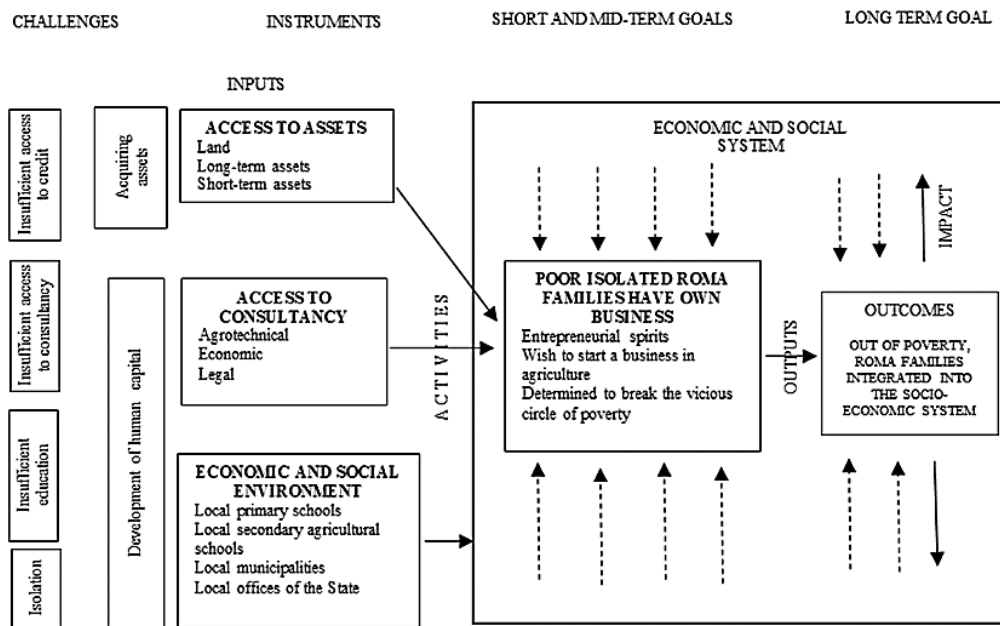 CHALLENGES
INSTRUMENTS
SHORT AND MID-TERM GOALS
LONG TERM GOAL
INPUTS
Insufficient access
to credit
Insufficient access
to consultancy
Insufficient
education
Isolation
Acquiring
assets
Development of human capital
ACCESS TO ASSETS
Land
Long-term assets
Short-term assets
ACCESS TO
CONSULTANCY
Agrotechnical
Economic
Legal
ECONOMIC AND SOCIAL
ENVIRONMENT
Local primary schools
Local secondary agricultural
schools
Local municipalities
Local offices of the State
ACTIVITIES
ECONOMIC AND SOCIAL
SYSTEM
POOR ISOLATED ROMA
FAMILIES HAVE OWN
BUSINESS
Entrepreneurial spirits
Wish to start a business in
agriculture
Determined to break the vicious
circle of poverty
OUTPUTS
IMPACT
OUTCOMES
OUT OF POVERTY,
ROMA FAMILIES
INTEGRATED INTO
THE SOCIO-
ECONOMIC SYSTEM